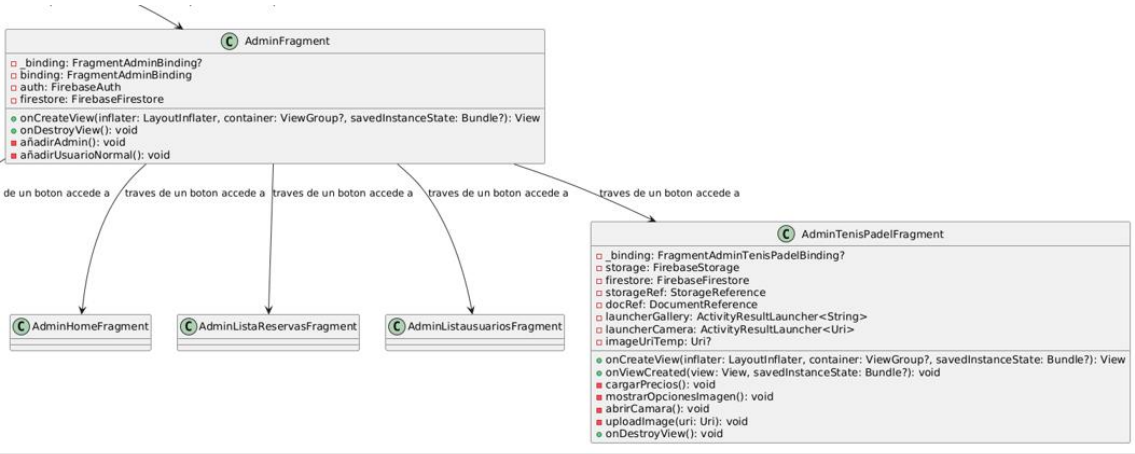 C AdminFragment
_binding: FragmentAdminBinding?
binding: FragmentAdminBinding
auth: FirebaseAuth
firestore: FirebaseFirestore
onCreateView(inflater: LayoutInflater, container: ViewGroup?, savedInstanceState: Bundle?): View
onDestroyView(): void
añadirAdmin(): void
añadirUsuarioNormal(): void
de un boton accede a
traves de un boton accede a
traves de un boton accede a
traves de un boton accede a
traves de un boton accede a
C AdminHomeFragment
C AdminListaReservasFragment
C AdminListausuariosFragment
C AdminTenisPadelFragment
_binding: FragmentAdminTenisPadelBinding?
storage: FirebaseStorage
firestore: FirebaseFirestore
storageRef: StorageReference
docRef: DocumentReference
launcherGallery: ActivityResultLauncher<String>
launcherCamera: ActivityResultLauncher<Uri>
imageUriTemp: Uri?
onCreateView(inflater: LayoutInflater, container: ViewGroup?, savedInstanceState: Bundle?): View
onViewCreated(view: View, savedInstanceState: Bundle?): void
cargarPrecios(): void
mostrarOpcionesImagen(): void
abrirCamara(): void
uploadImage(uri: Uri): void
onDestroyView(): void